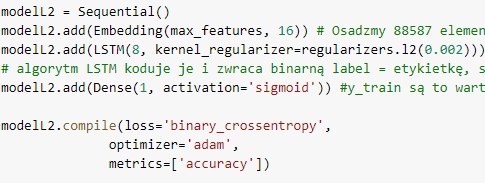 modelL2 = Sequential()
modelL2.add(Embedding(max_features, 16)) # Osadzmy 88587 elemen
modelL2.add(LSTM(8, kernel_regularizer=regularizers.l2(0.002)))
# algorytm LSTM koduje je i zwraca binarną label = etykietkę, s
modelL2.add(Dense(1, activation='sigmoid')) #y_train są to wart
modelL2.compile(loss='binary_crossentropy',
optimizer='adam',
metrics=['accuracy'])